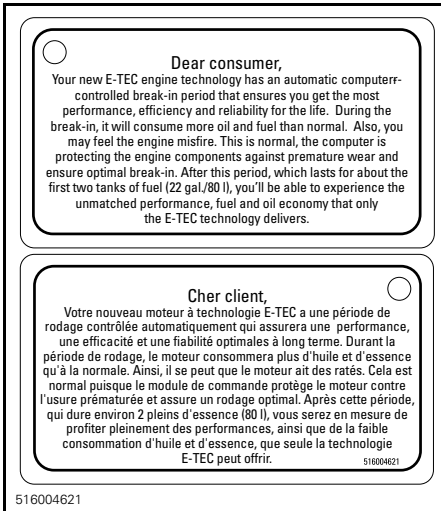 Dear consumer,
Your new E-TEC engine technology has an automatic computerr-
controlled break-in period that ensures you get the most
performance, efficiency and reliability for the life.  During the
break-in, it will consume more oil and fuel than normal.  Also, you
may feel the engine misfire. This is normal, the computer is
protecting the engine components against premature wear and
ensure optimal break-in. After this period, which lasts for about the
first two tanks of fuel (22 gal./80 l), you'll be able to experience the
unmatched performance, fuel and oil economy that only
the E-TEC technology delivers.
Cher client,
Votre nouveau moteur à technologie E-TEC a une période de
rodage contrôlée automatiquement qui assurera une  performance,
une efficacité et une fiabilité optimales à long terme. Durant la
période de rodage, le moteur consommera plus d'huile et d'essence
qu'à la normale. Ainsi, il se peut que le moteur ait des ratés. Cela est
normal puisque le module de commande protège le moteur contre
l'usure prématurée et assure un rodage optimal. Après cette période,
qui dure environ 2 pleins d'essence (80 l), vous serez en mesure de
profiter pleinement des performances, ainsi que de la faible
consommation d'huile et d'essence, que seule la technologie
E-TEC peut offrir.
516004621
516004621